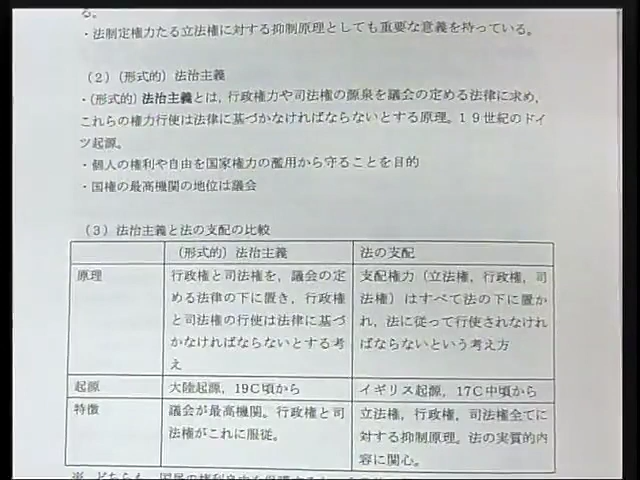 る。
・法制定権力たる立法権に対する抑制原理としても重要な意義を持っている。
（２）（形式的）法治主義
・（形式的）法治主義とは，行政権力や司法権の源泉を議会の定める法律に求め，
これらの権力行使は法律に基づかなければならないとする原理。１９世紀のドイ
ツ起源。
・個人の権利や自由を国家権力の濫用から守ることを目的
・国権の最高機関の地位は議会
（３）法治主義と法の支配の比較
（形式的）法治主義
法の支配
原理
行政権と司法権を，議会の定
める法律の下に置き，行政権
と司法権の行使は法律に基づ
かなければならないとする考
え
支配権力（立法権，行政権，司
法権）はすべて法の下に置か
れ，法に従って行使されなけれ
ばならないという考え方
起源
大陸起源，19C頃から
イギリス起源，17C中頃から
特徴
議会が最高機関。行政権と司
法権がこれに服従。
立法権，行政権，司法権全てに
対する抑制原理。法の実質的内
容に関心。
※ どちらも，国民の権利自由を